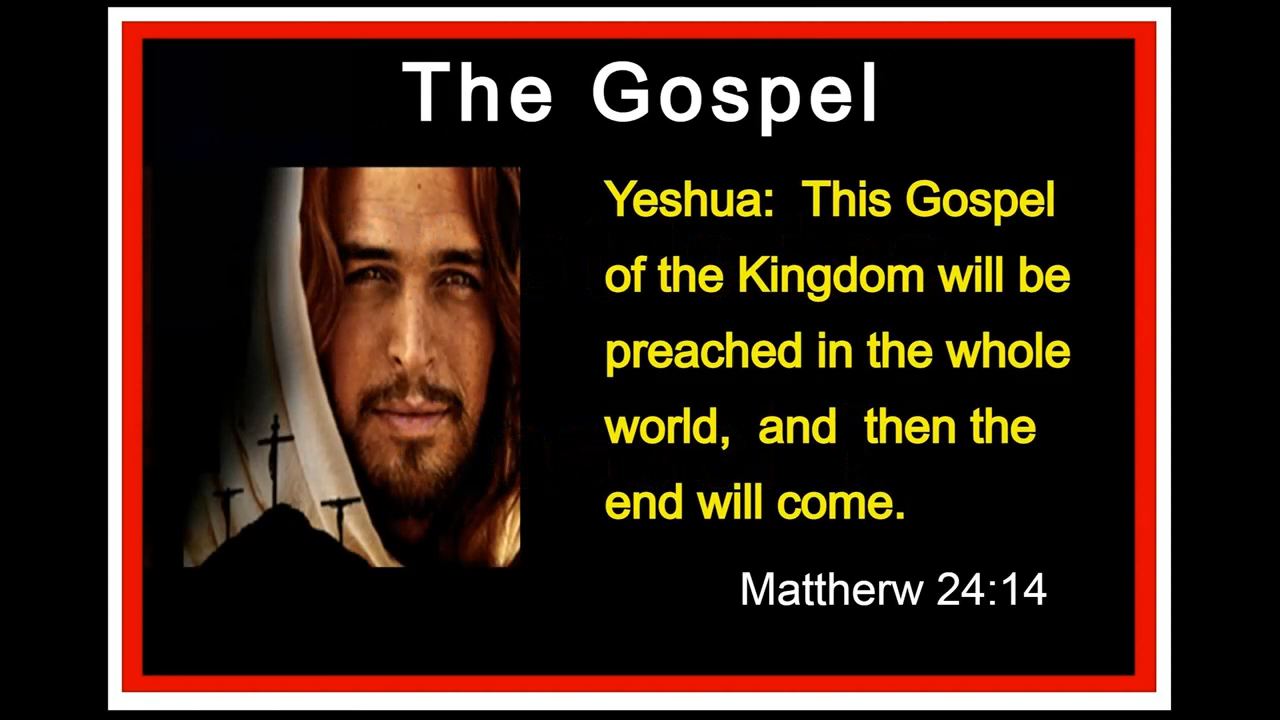 The Gospel
Yeshua: This Gospel
of the Kingdom will be
preached in the whole
world, and then the
end will come.
Mattherw 24:14